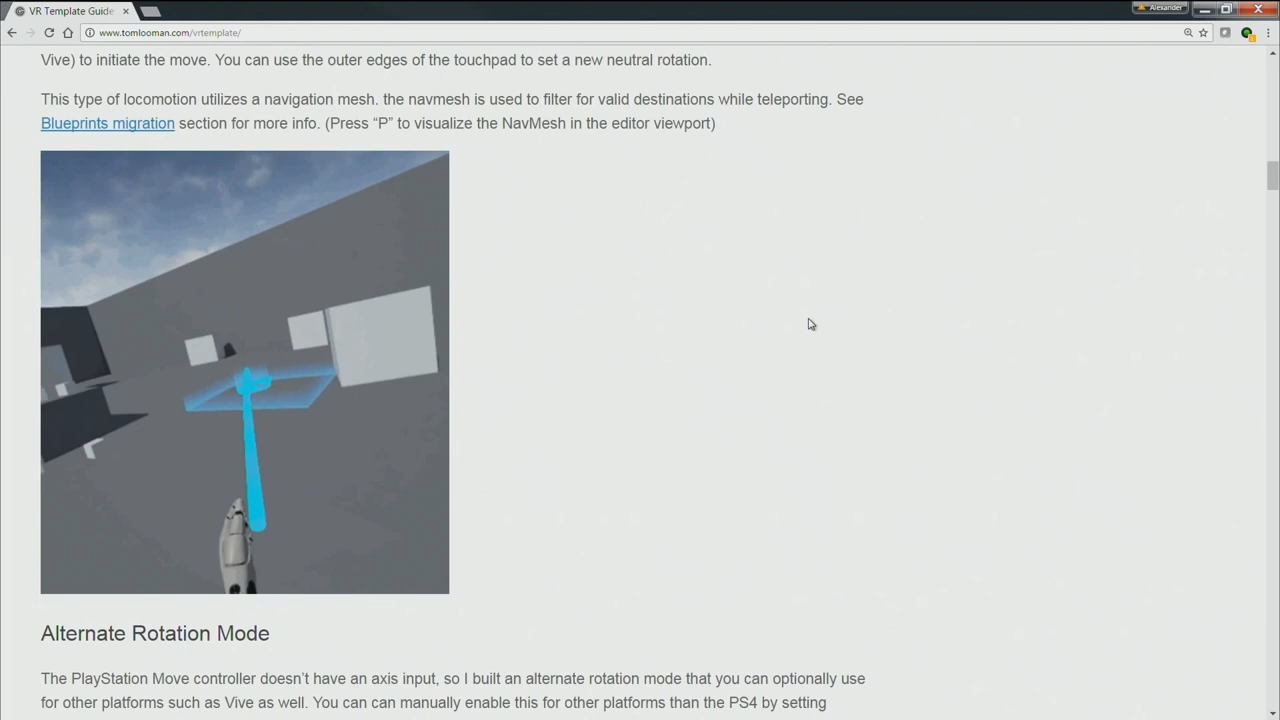 VR Template Guide
Alexander
www.tomlooman.com/vrtemplate/
Vive) to initiate the move. You can use the outer edges of the touchpad to set a new neutral rotation.
This type of locomotion utilizes a navigation mesh. the navmesh is used to filter for valid destinations while teleporting. See
Blueprints migration section for more info. (Press “P” to visualize the NavMesh in the editor viewport)
Alternate Rotation Mode
The PlayStation Move controller doesn’t have an axis input, so I built an alternate rotation mode that you can optionally use
for other platforms such as Vive as well. You can can manually enable this for other platforms than the PS4 by setting